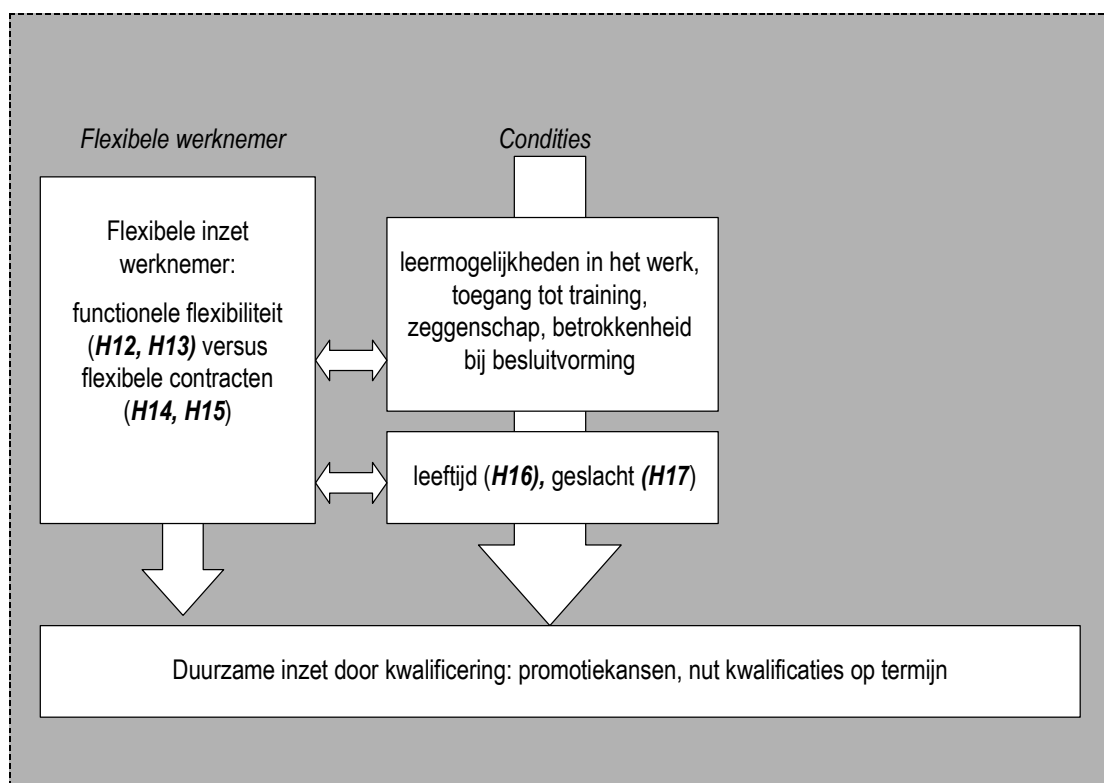 Flexibele werknemer
Condities
Flexibele inzet
werknemer:
functionele flexibiliteit
(H12, H13) versus
flexibele contracten
(H14, H15)
leermogelijkheden in het werk,
toegang tot training,
zeggenschap, betrokkenheid
bij besluitvorming
leeftijd (H16), geslacht (H17)
Duurzame inzet door kwalificering: promotiekansen, nut kwalificaties op termijn